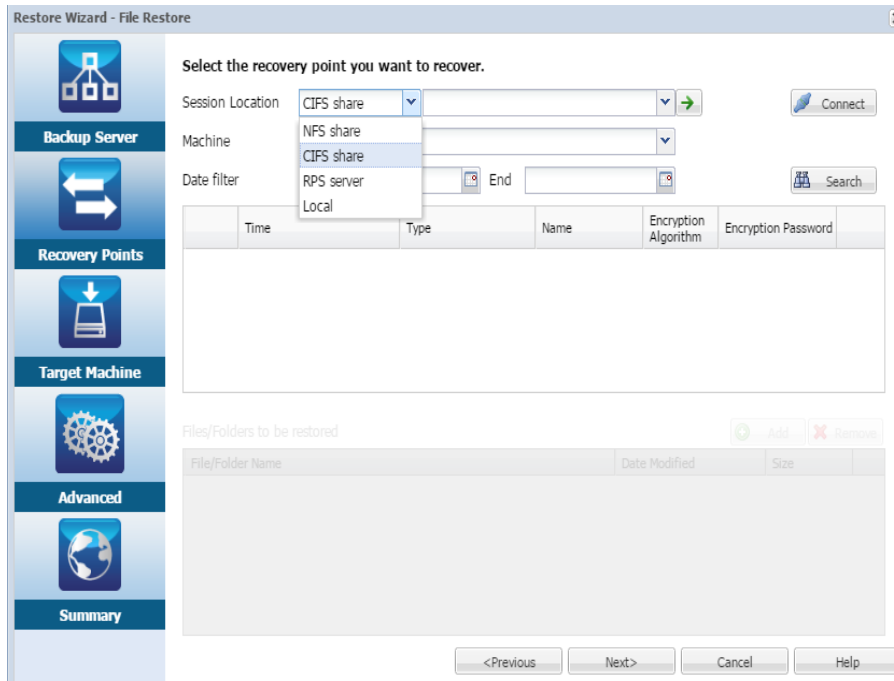 Restore Wizard - File Restore
Backup Server
Recovery Points
Target Machine
Advanced
Summary
Select the recovery point you want to recover.
Session Location CIFS share Connect
NFS share
CIFS share
RPS server
Local
Machine
Date filter End Search
Time Type Name Encryption Algorithm Encryption Password
Files/Folders to be restored Add Remove
File/Folder Name Date Modified Size
<Previous Next> Cancel Help